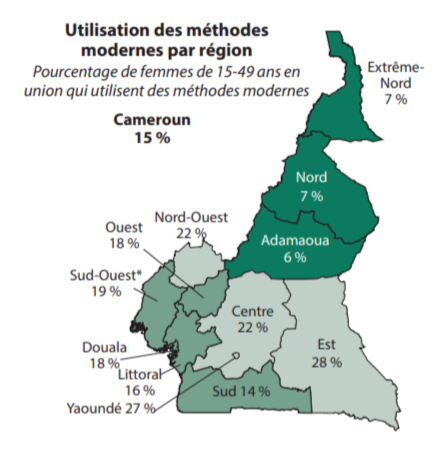 Utilisation des méthodes
modernes par région
Pourcentage de femmes de 15-49 ans en
union qui utilisent des méthodes modernes
Cameroun
15 %
Extrême-
Nord
7 %
Nord
7 %
Adamaoua
6 %
Nord-Ouest
22 %
Ouest
18 %
Sud-Ouest*
19 %
Centre
22 %
Est
28 %
Douala
18 %
Littoral
16 %
Yaoundé 27 %
Sud 14 %